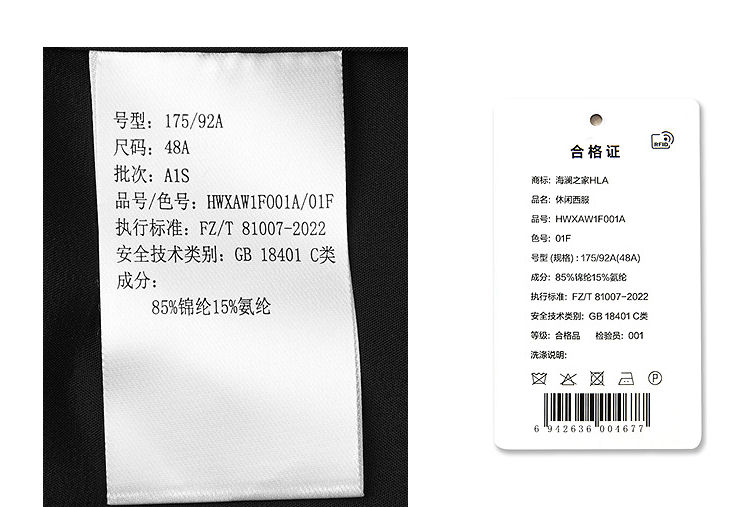 号型: 175/92A
尺码: 48A
批次: A1S
品号/色号: HWXAW1F001A/01F
执行标准: FZ/T 81007-2022
安全技术类别: GB 18401 C类
成分:
85%锦纶15%氨纶
RFID
合格证
商标: 海澜之家HLA
品名: 休闲西服
品号: HWXAW1F001A
色号: 01F
号型 (规格) : 175/92A(48A)
成分: 85%锦纶15%氨纶
执行标准: FZ/T 81007-2022
安全技术类别: GB 18401 C类
等级: 合格品 检验员: 001
洗涤说明:
P
6 942636 004677